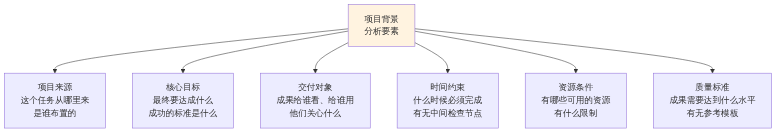 项目背景
分析要素
项目来源
这个任务从哪里来
是谁布置的
核心目标
最终要达成什么
成功的标准是什么
交付对象
成果给谁看、给谁用
他们关心什么
时间约束
什么时候必须完成
有无中间检查节点
资源条件
有哪些可用的资源
有什么限制
质量标准
成果需要达到什么水平
有无参考模板